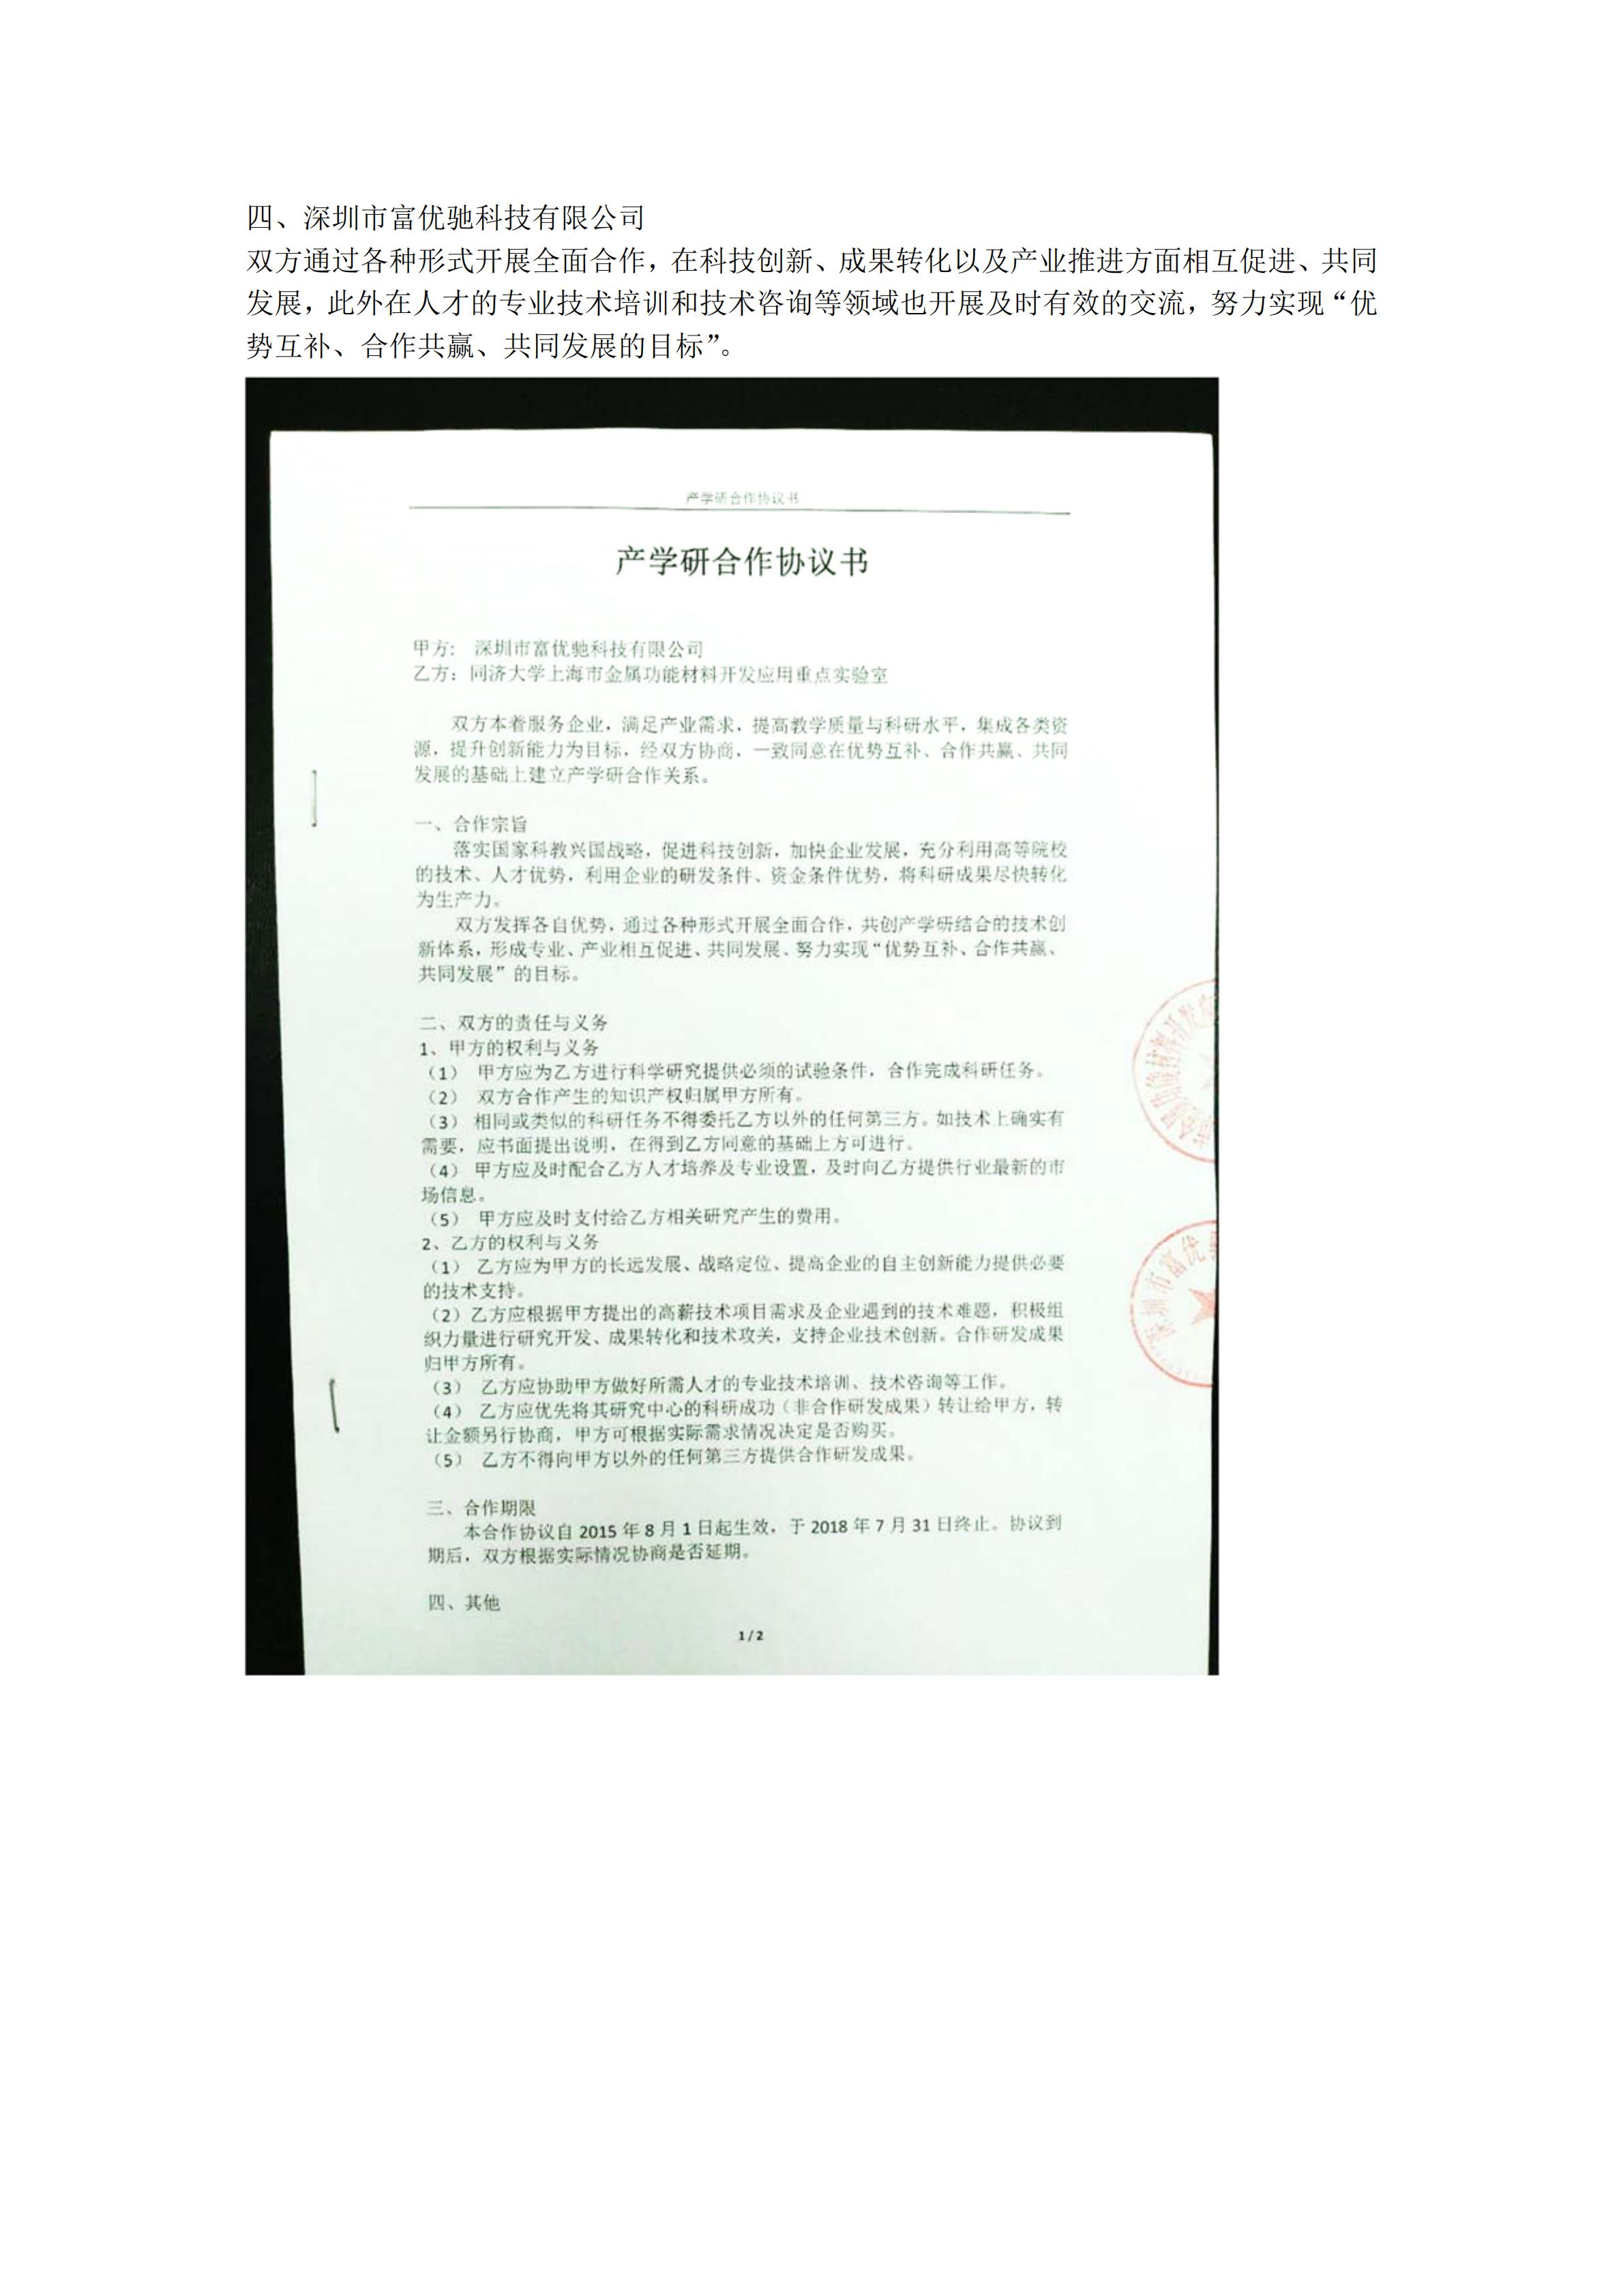 四、深圳市富优驰科技有限公司
双方通过各种形式开展全面合作，在科技创新、成果转化以及产业推进方面相互促进、共同
发展，此外在人才的专业技术培训和技术咨询等领域也开展及时有效的交流，努力实现“优
势互补、合作共赢、共同发展的目标”。
产学研合作协议书
产学研合作协议书
甲方： 深圳市富优驰科技有限公司
乙方：同济大学上海市金属功能材料开发应用重点实验室
双方本着服务企业，满足产业需求，提高教学质量与科研水平，集成各类资
源，提升创新能力为目标，经双方协商，一致同意在优势互补、合作共赢、共同
发展的基础上建立产学研合作关系。
一、合作宗旨
落实国家科教兴国战略，促进科技创新，加快企业发展，充分利用高等院校
的技术、人才优势，利用企业的研发条件、资金条件优势，将科研成果尽快转化
为生产力。
双方发挥各自优势，通过各种形式开展全面合作，共创产学研结合的技术创
新体系，形成专业、产业相互促进、共同发展、努力实现“优势互补、合作共赢、
共同发展”的目标。
二、双方的责任与义务
1、甲方的权利与义务
（1） 甲方应为乙方进行科学研究提供必须的试验条件，合作完成科研任务。
（2） 双方合作产生的知识产权归属甲方所有。
（3） 相同或类似的科研任务不得委托乙方以外的任何第三方。如技术上确实有
需要，应书面提出说明，在得到乙方同意的基础上方可进行。
（4） 甲方应及时配合乙方人才培养及专业设置，及时向乙方提供行业最新的市
场信息。
（5） 甲方应及时支付给乙方相关研究产生的费用。
2、乙方的权利与义务
（1） 乙方应为甲方的长远发展、战略定位、提高企业的自主创新能力提供必要
的技术支持。
（2）乙方应根据甲方提出的高薪技术项目需求及企业遇到的技术难题，积极组
织力量进行研究开发、成果转化和技术攻关，支持企业技术创新。合作研发成果
归甲方所有。
（3） 乙方应协助甲方做好所需人才的专业技术培训、技术咨询等工作。
（4） 乙方应优先将其研究中心的科研成功（非合作研发成果）转让给甲方，转
让金额另行协商，甲方可根据实际需求情况决定是否购买。
（5） 乙方不得向甲方以外的任何第三方提供合作研发成果。
三、合作期限
本合作协议自 2015 年 8 月 1 日起生效，于 2018 年 7 月 31 日终止。协议到
期后，双方根据实际情况协商是否延期。
四、其他
1 / 2
市金属功能材料开发应
深圳市富优